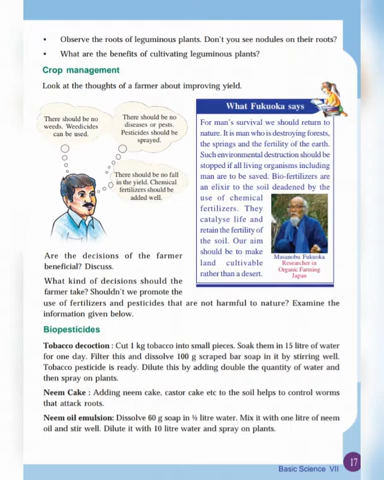 • Observe the roots of leguminous plants. Don't you see nodules on their roots?
• What are the benefits of cultivating leguminous plants?
Crop management
Look at the thoughts of a farmer about improving yield.
There should be no
weeds. Weedicides
can be used.
There should be no
diseases or pests.
Pesticides should be
sprayed.
There should be no fall
in the yield. Chemical
fertilizers should be
added well.
What Fukuoka says
For man's survival we should return to
nature. It is man who is destroying forests,
the springs and the fertility of the earth.
Such environmental destruction should be
stopped if all living organisms including
man are to be saved. Bio-fertilizers are
an elixir to the soil deadened by the
use of chemical
fertilizers. They
catalyse life and
retain the fertility of
the soil. Our aim
should be to make
land cultivable
rather than a desert.
Masanobu Fukuoka
Researcher in
Organic Farming
Japan
Are the decisions of the farmer
beneficial? Discuss.
What kind of decisions should the
farmer take? Shouldn't we promote the
use of fertilizers and pesticides that are not harmful to nature? Examine the
information given below.
Biopesticides
Tobacco decoction : Cut 1 kg tobacco into small pieces. Soak them in 15 litre of water
for one day. Filter this and dissolve 100 g scraped bar soap in it by stirring well.
Tobacco pesticide is ready. Dilute this by adding double the quantity of water and
then spray on plants.
Neem Cake : Adding neem cake, castor cake etc to the soil helps to control worms
that attack roots.
Neem oil emulsion: Dissolve 60 g soap in ½ litre water. Mix it with one litre of neem
oil and stir well. Dilute it with 10 litre water and spray on plants.
Basic Science VII
17